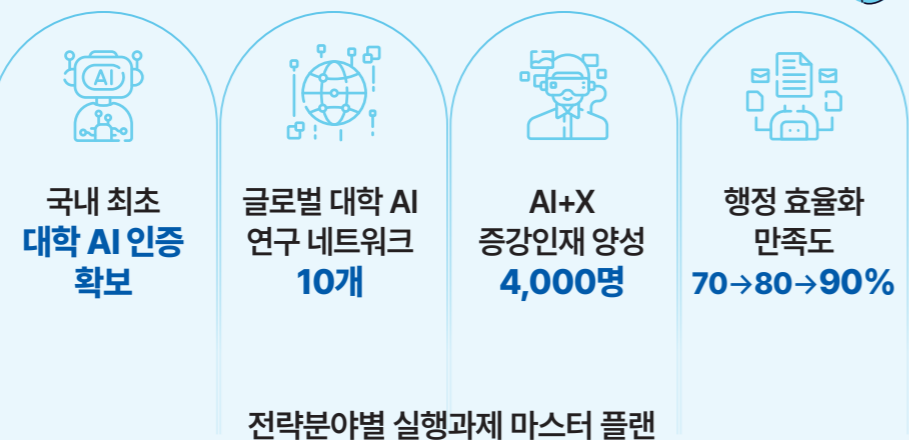 AI
국내 최초
대학 AI 인증
확보
글로벌 대학 AI
연구 네트워크
10개
AI+X
증강인재 양성
4,000명
행정 효율화
만족도
70→80→90%
전략분야별 실행과제 마스터 플랜